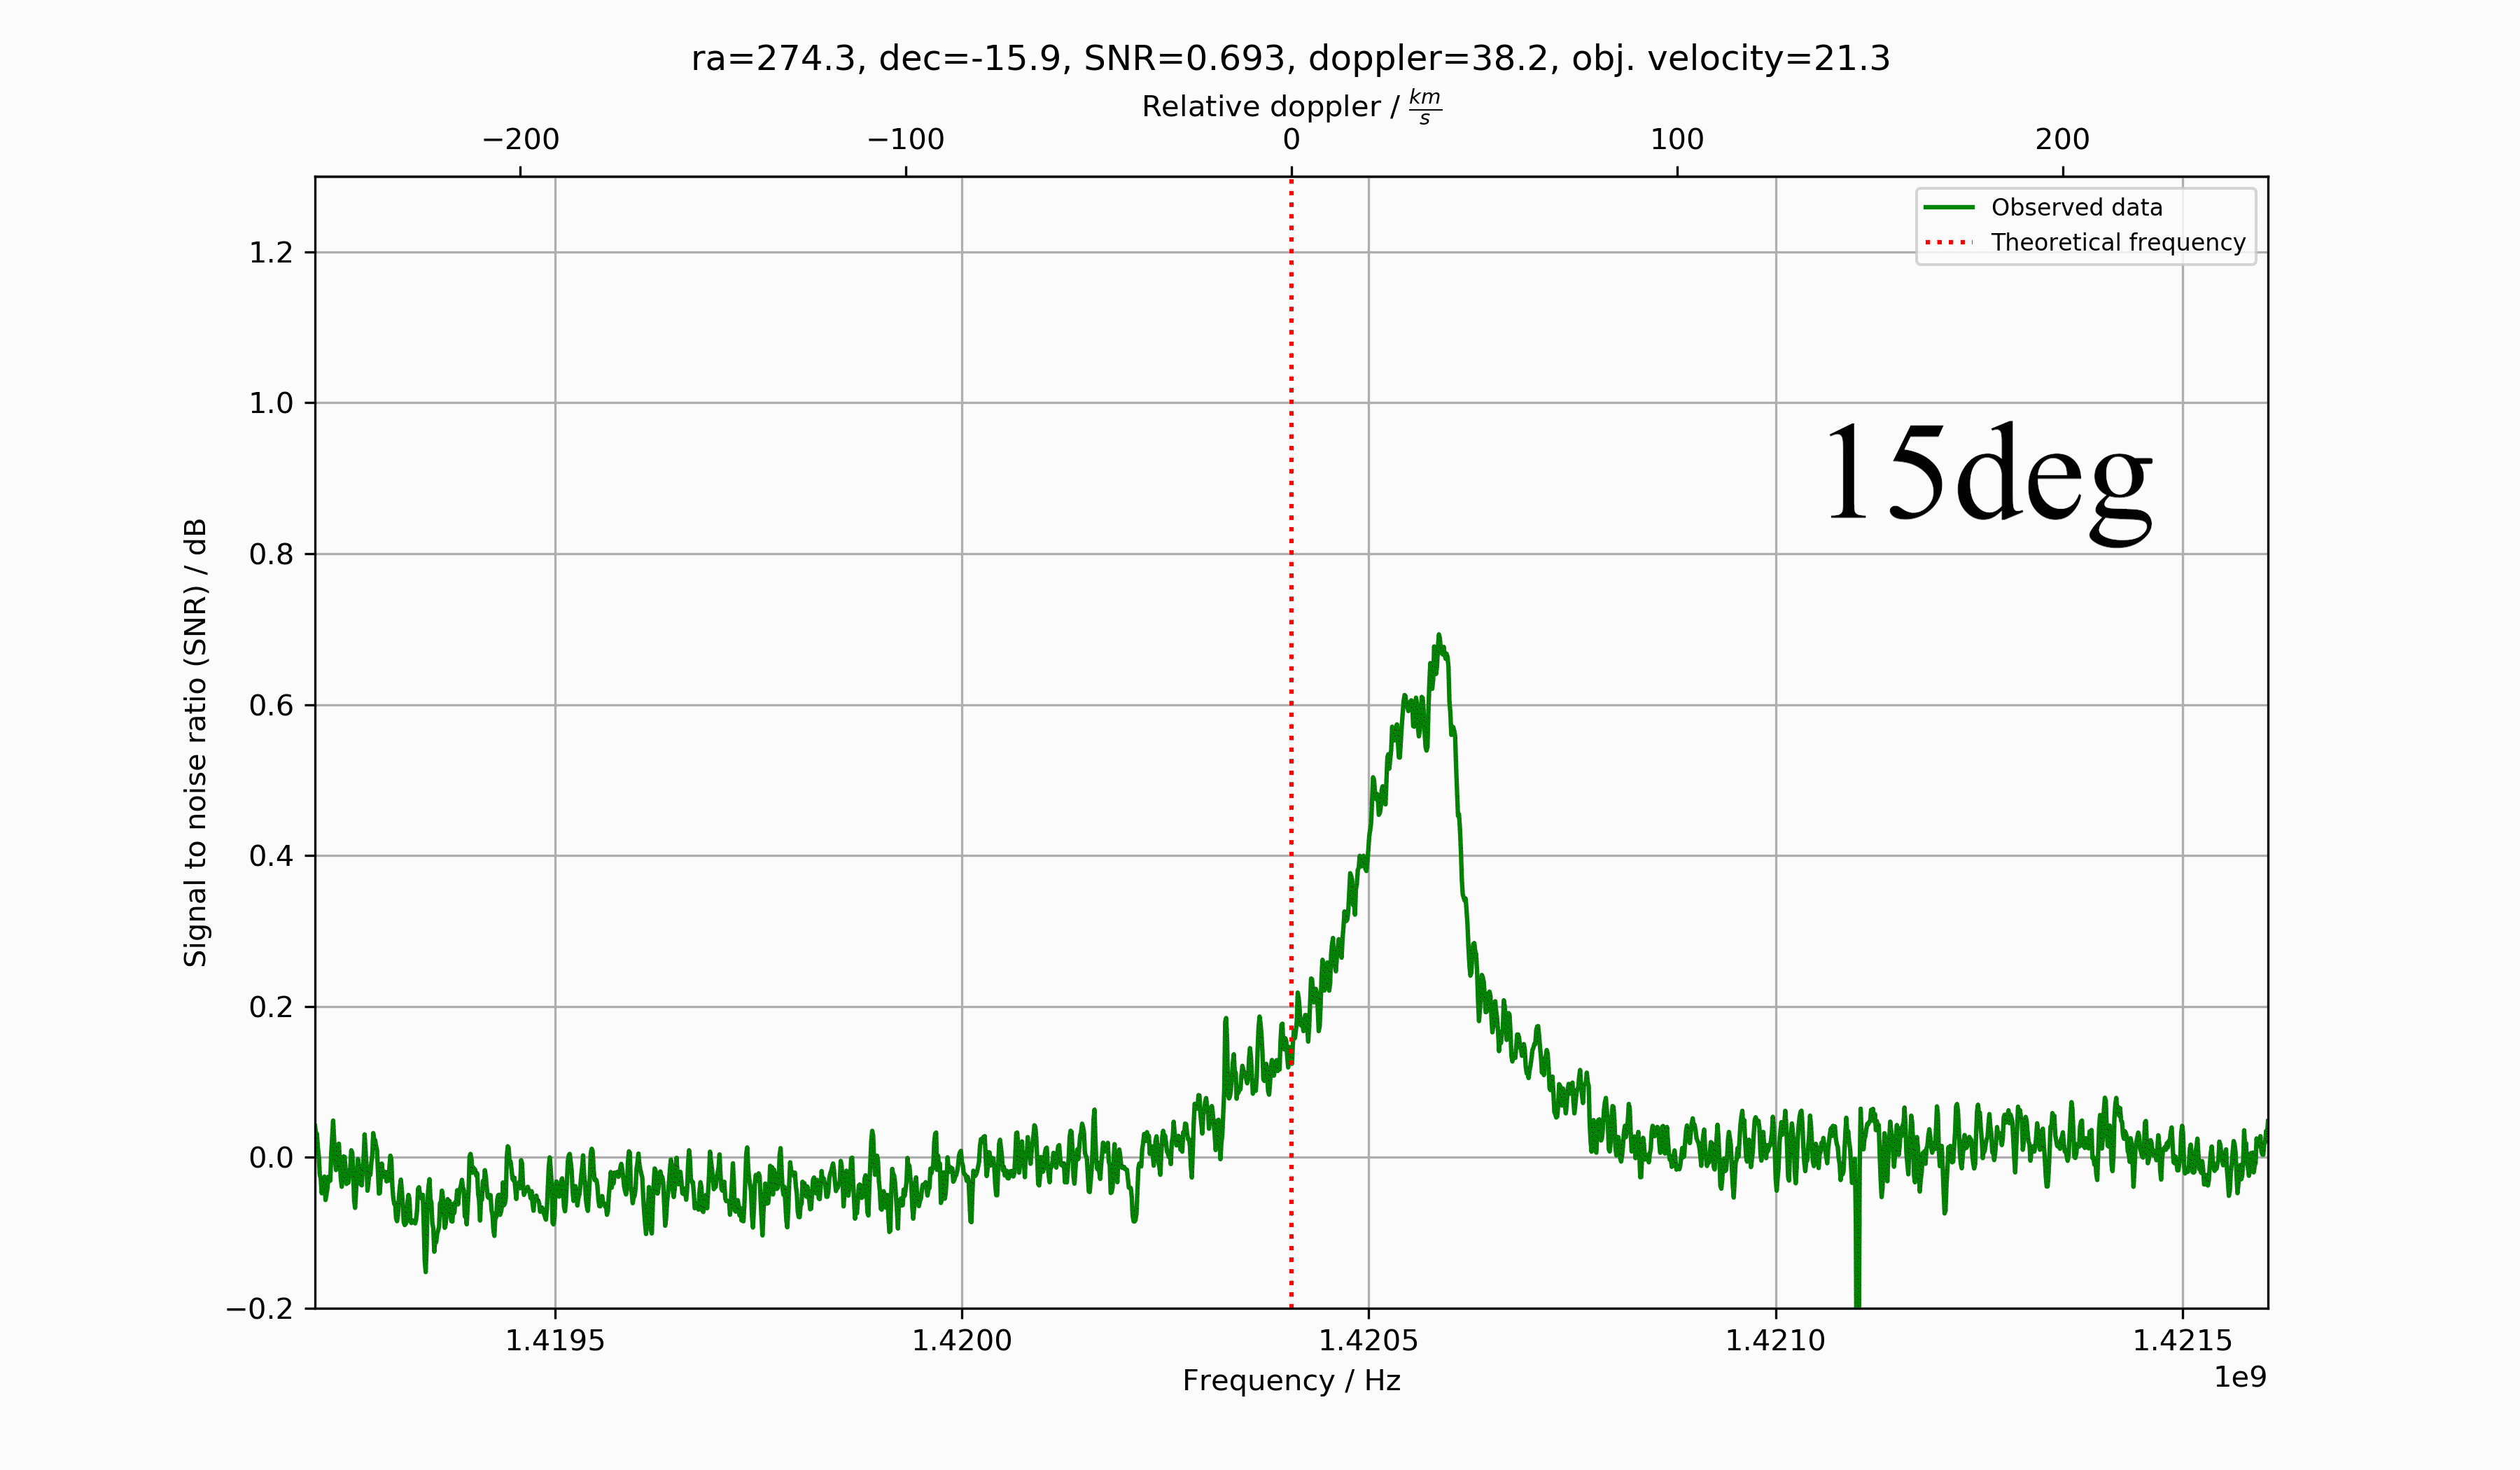 ra=274.3, dec=-15.9, SNR=0.693, doppler=38.2, obj. velocity=21.3
Relative doppler / km/s
−200 −100 0 100 200
Observed data
Theoretical frequency
1.2
1.0
0.8
0.6
0.4
0.2
0.0
−0.2
15deg
Signal to noise ratio (SNR) / dB
1.4195 1.4200 1.4205 1.4210 1.4215
Frequency / Hz
1e9